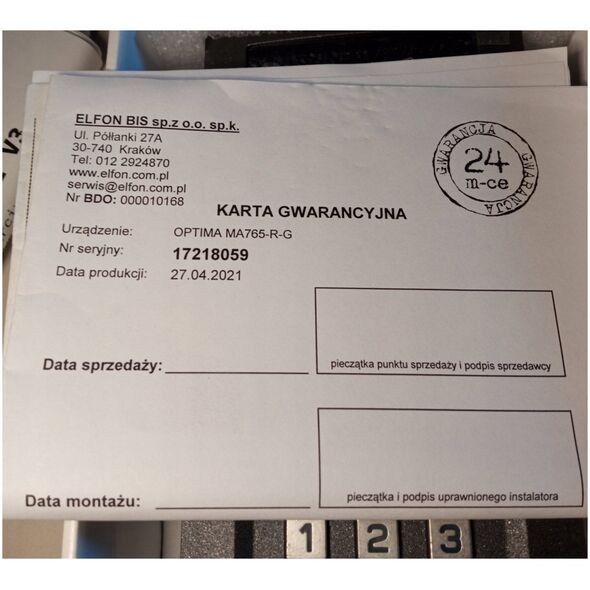 ELFON BIS sp.z o.o. sp.k.
Ul. Półłanki 27A
30-740 Kraków
Tel: 012 2924870
www.elfon.com.pl
serwis@elfon.com.pl
Nr BDO: 000010168
GWARANCJA GWARANCJA
24
m-ce
KARTA GWARANCYJNA
Urządzenie: OPTIMA MA765-R-G
Nr seryjny: 17218059
Data produkcji: 27.04.2021
Data sprzedaży:
pieczątka punktu sprzedaży i podpis sprzedawcy
Data montażu:
pieczątka i podpis uprawnionego instalatora
1 2 3